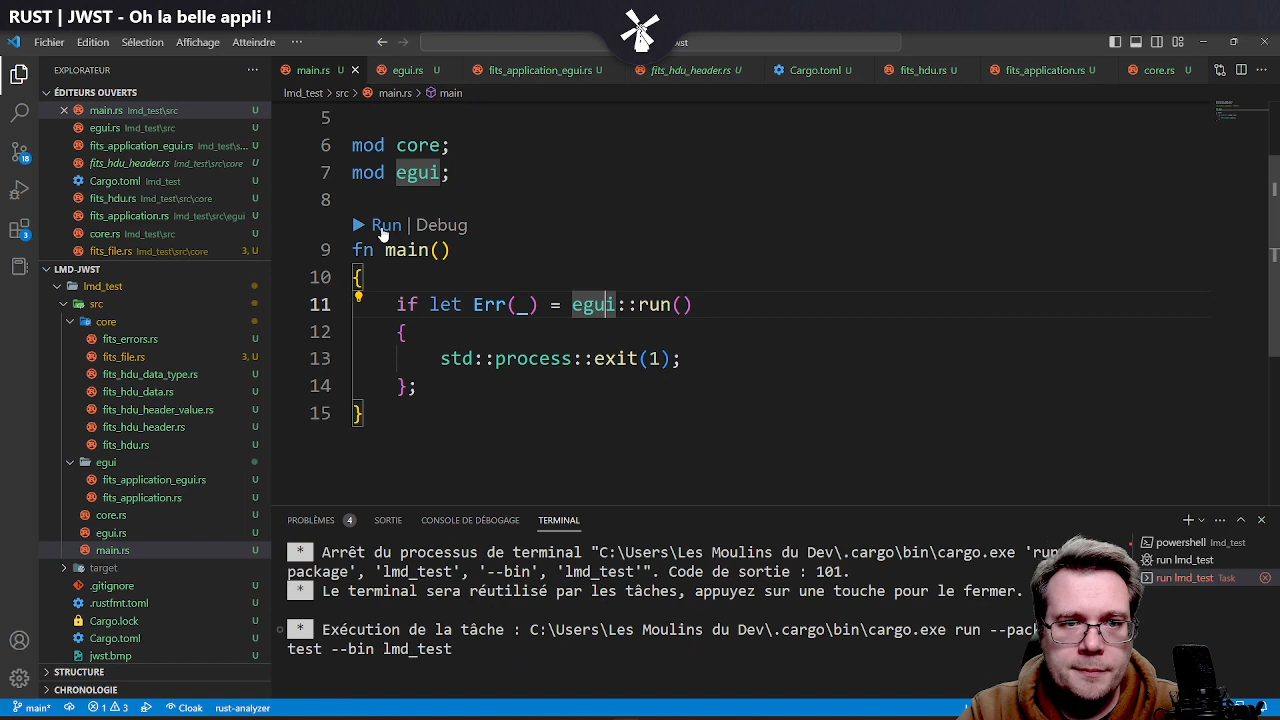 RUST | JWST - Oh la belle appli !
Fichier Edition Sélection Affichage Atteindre ··· wst
EXPLORATEUR ···
main.rs U egui.rs U fits_application_egui.rs U fits_hdu_header.rs U Cargo.toml U fits_hdu.rs U fits_application.rs U core.rs U
ÉDITEURS OUVERTS
main.rs lmd_test\src U
egui.rs lmd_test\src U
fits_application_egui.rs lmd_test\s... U
fits_hdu_header.rs lmd_test\src\core U
Cargo.toml lmd_test U
fits_hdu.rs lmd_test\src\core U
fits_application.rs lmd_test\src\egui U
core.rs lmd_test\src U
fits_file.rs lmd_test\src\core 3, U
LMD-JWST
lmd_test
src
core
fits_errors.rs U
fits_file.rs 3, U
fits_hdu_data_type.rs U
fits_hdu_data.rs U
fits_hdu_header_value.rs U
fits_hdu_header.rs U
fits_hdu.rs U
egui
fits_application_egui.rs U
fits_application.rs U
core.rs U
egui.rs U
main.rs U
target
.gitignore U
.rustfmt.toml U
Cargo.lock U
Cargo.toml U
jwst.bmp U
STRUCTURE
CHRONOLOGIE
18
3
lmd_test > src > main.rs > main
5
6 mod core;
7 mod egui;
8
Run | Debug
9 fn main()
10 {
11 if let Err(_) = egui::run()
12 {
13 std::process::exit(1);
14 };
15 }
PROBLÈMES 4 SORTIE CONSOLE DE DÉBOGAGE TERMINAL
* Arrêt du processus de terminal "C:\Users\Les Moulins du Dev\.cargo\bin\cargo.exe 'run
package', 'lmd_test', '--bin', 'lmd_test'". Code de sortie : 101.
* Le terminal sera réutilisé par les tâches, appuyez sur une touche pour le fermer.
* Exécution de la tâche : C:\Users\Les Moulins du Dev\.cargo\bin\cargo.exe run --pac
test --bin lmd_test
powershell lmd_test
run lmd_test
run lmd_test Task
main* 1 3 Cloak rust-analyzer